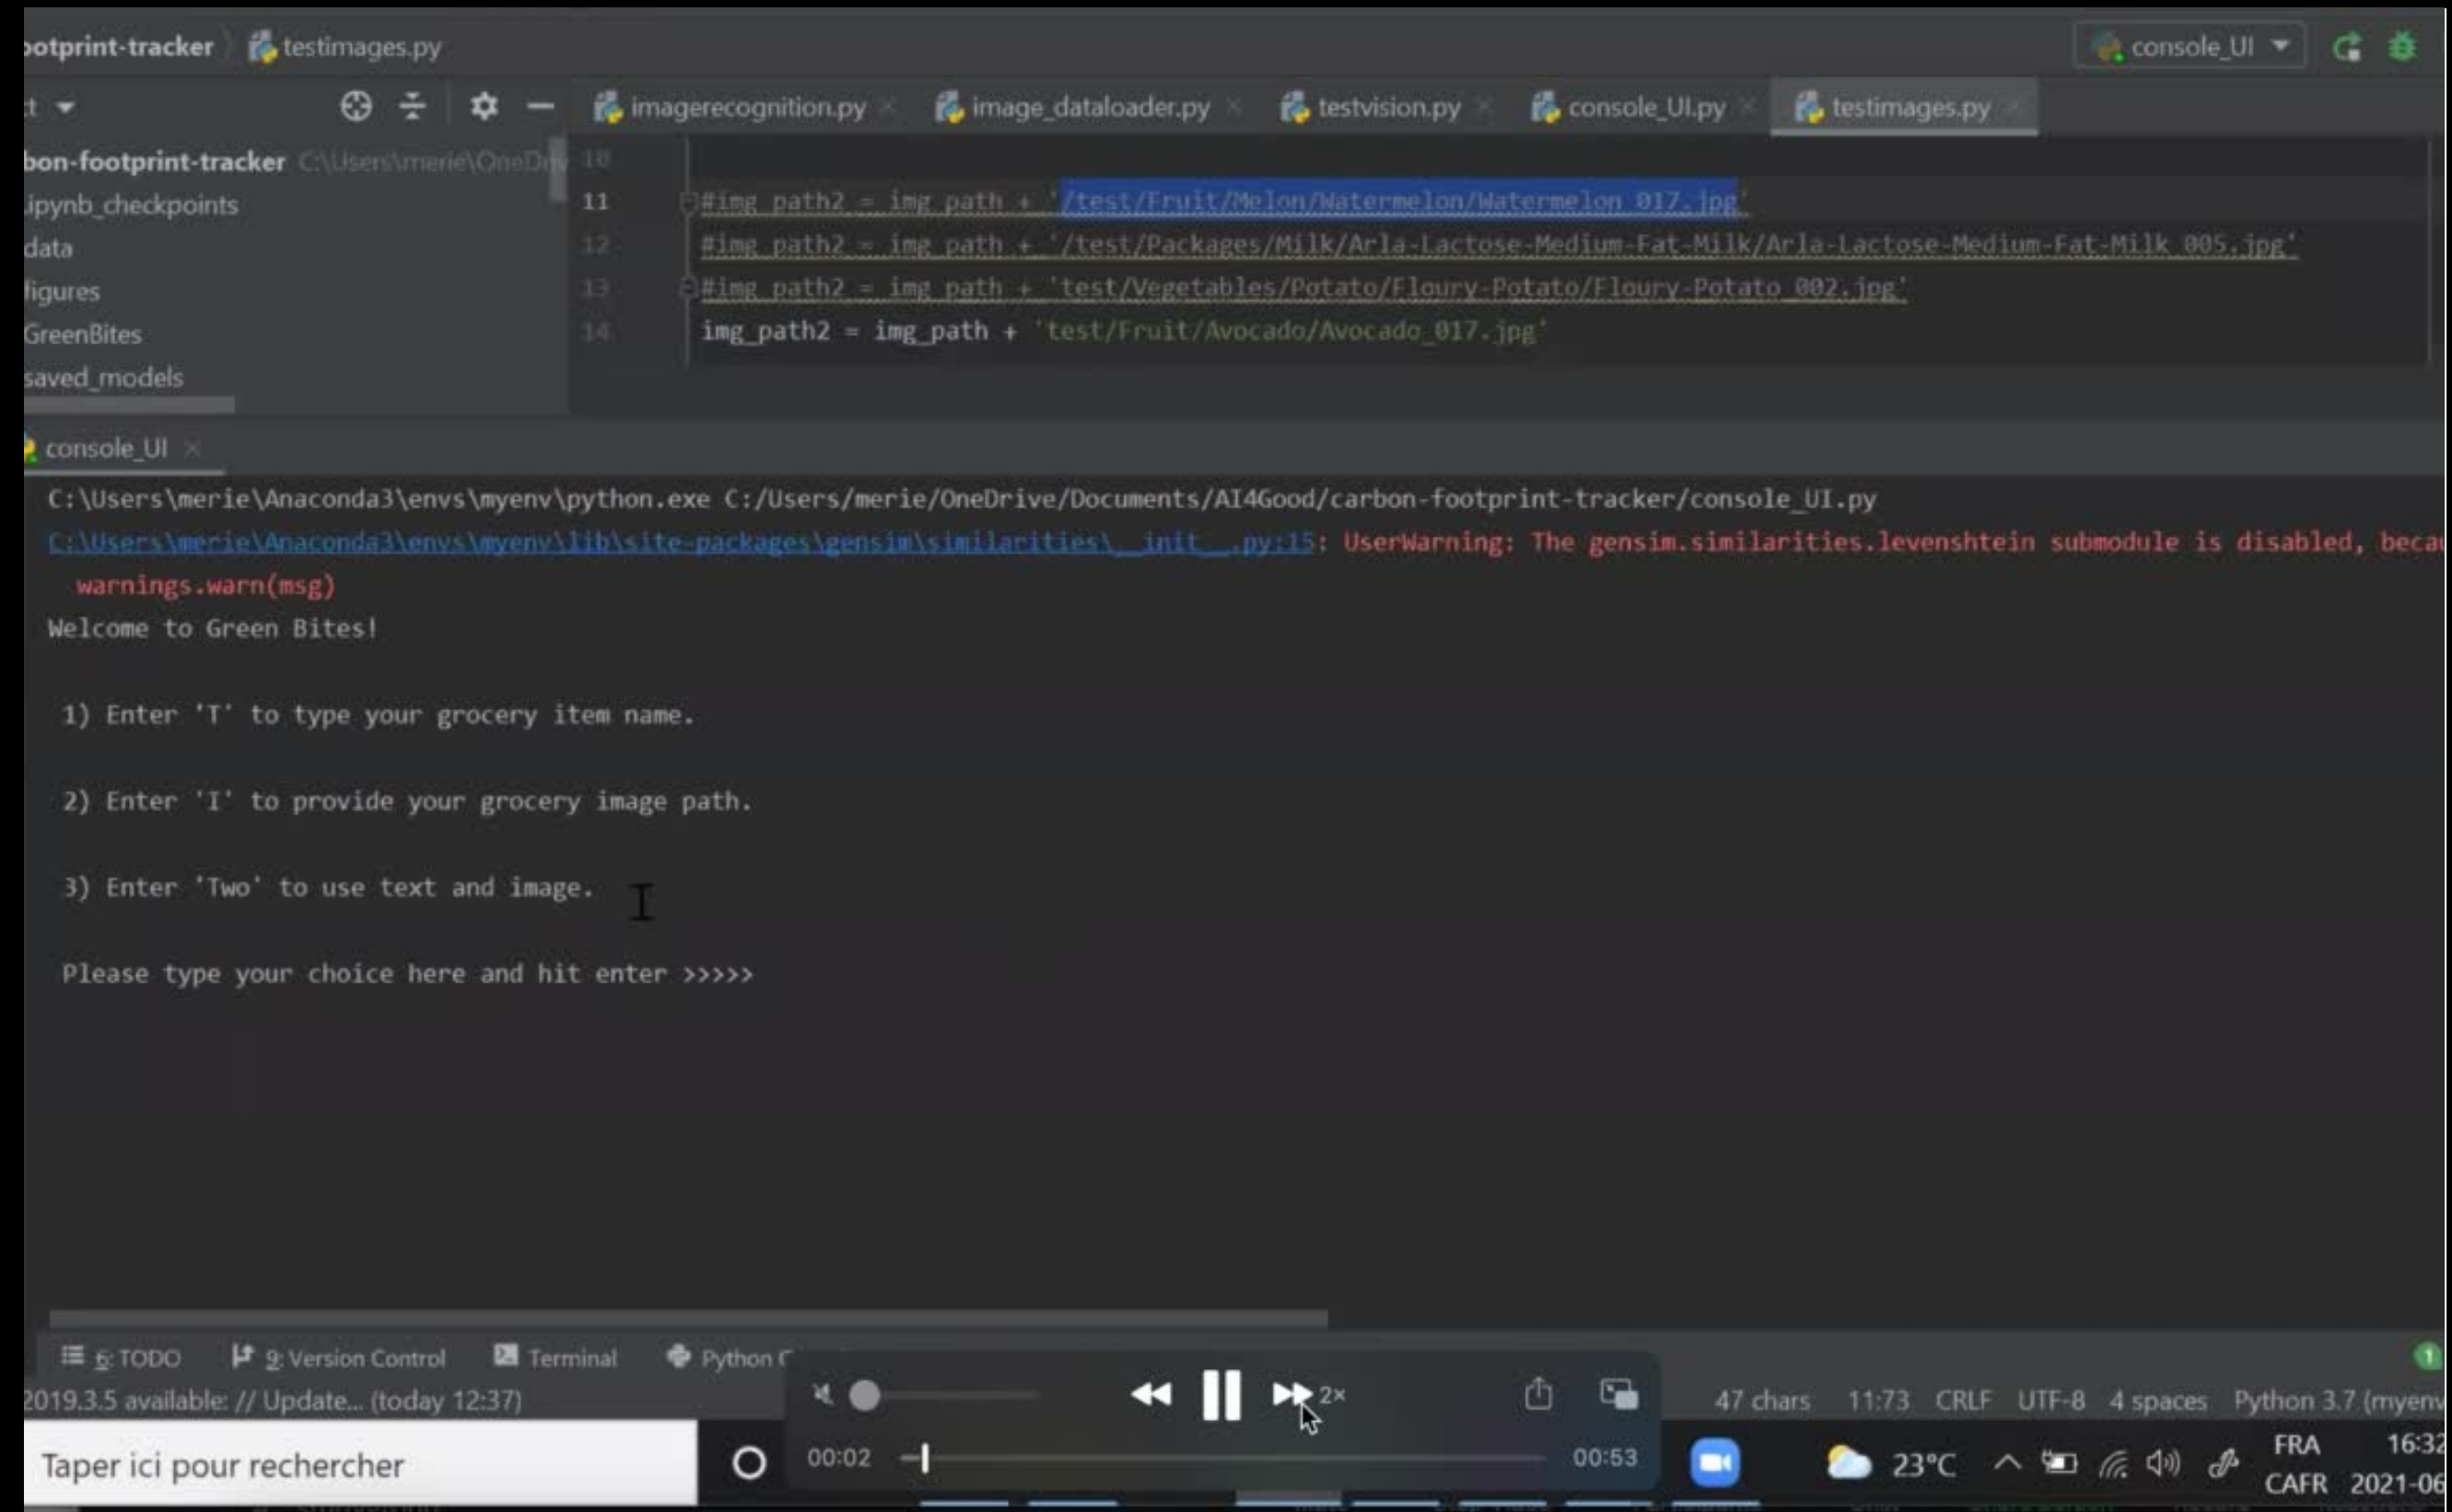 ootprint-tracker testimages.py console_UI
ct imagerecognition.py image_dataloader.py testvision.py console_UI.py testimages.py
bon-footprint-tracker C:\Users\merie\OneDriv 10
.ipynb_checkpoints 11 #img_path2 = img_path + '/test/Fruit/Melon/Watermelon/Watermelon_017.jpg'
data 12 #img_path2 = img_path + '/test/Packages/Milk/Arla-Lactose-Medium-Fat-Milk/Arla-Lactose-Medium-Fat-Milk_005.jpg'
figures 13 #img_path2 = img_path + 'test/Vegetables/Potato/Floury-Potato/Floury-Potato_002.jpg'
GreenBites 14 img_path2 = img_path + 'test/Fruit/Avocado/Avocado_017.jpg'
saved_models
console_UI
C:\Users\merie\Anaconda3\envs\myenv\python.exe C:/Users/merie/OneDrive/Documents/AI4Good/carbon-footprint-tracker/console_UI.py
C:\Users\merie\Anaconda3\envs\myenv\lib\site-packages\gensim\similarities\__init__.py:15: UserWarning: The gensim.similarities.levenshtein submodule is disabled, becau
warnings.warn(msg)
Welcome to Green Bites!
1) Enter 'T' to type your grocery item name.
2) Enter 'I' to provide your grocery image path.
3) Enter 'Two' to use text and image.
Please type your choice here and hit enter >>>>>
6: TODO 9: Version Control Terminal Python C 1
2019.3.5 available: // Update... (today 12:37) 2× 47 chars 11:73 CRLF UTF-8 4 spaces Python 3.7 (myenv
Taper ici pour rechercher 00:02 00:53 23°C FRA 16:32
CAFR 2021-06